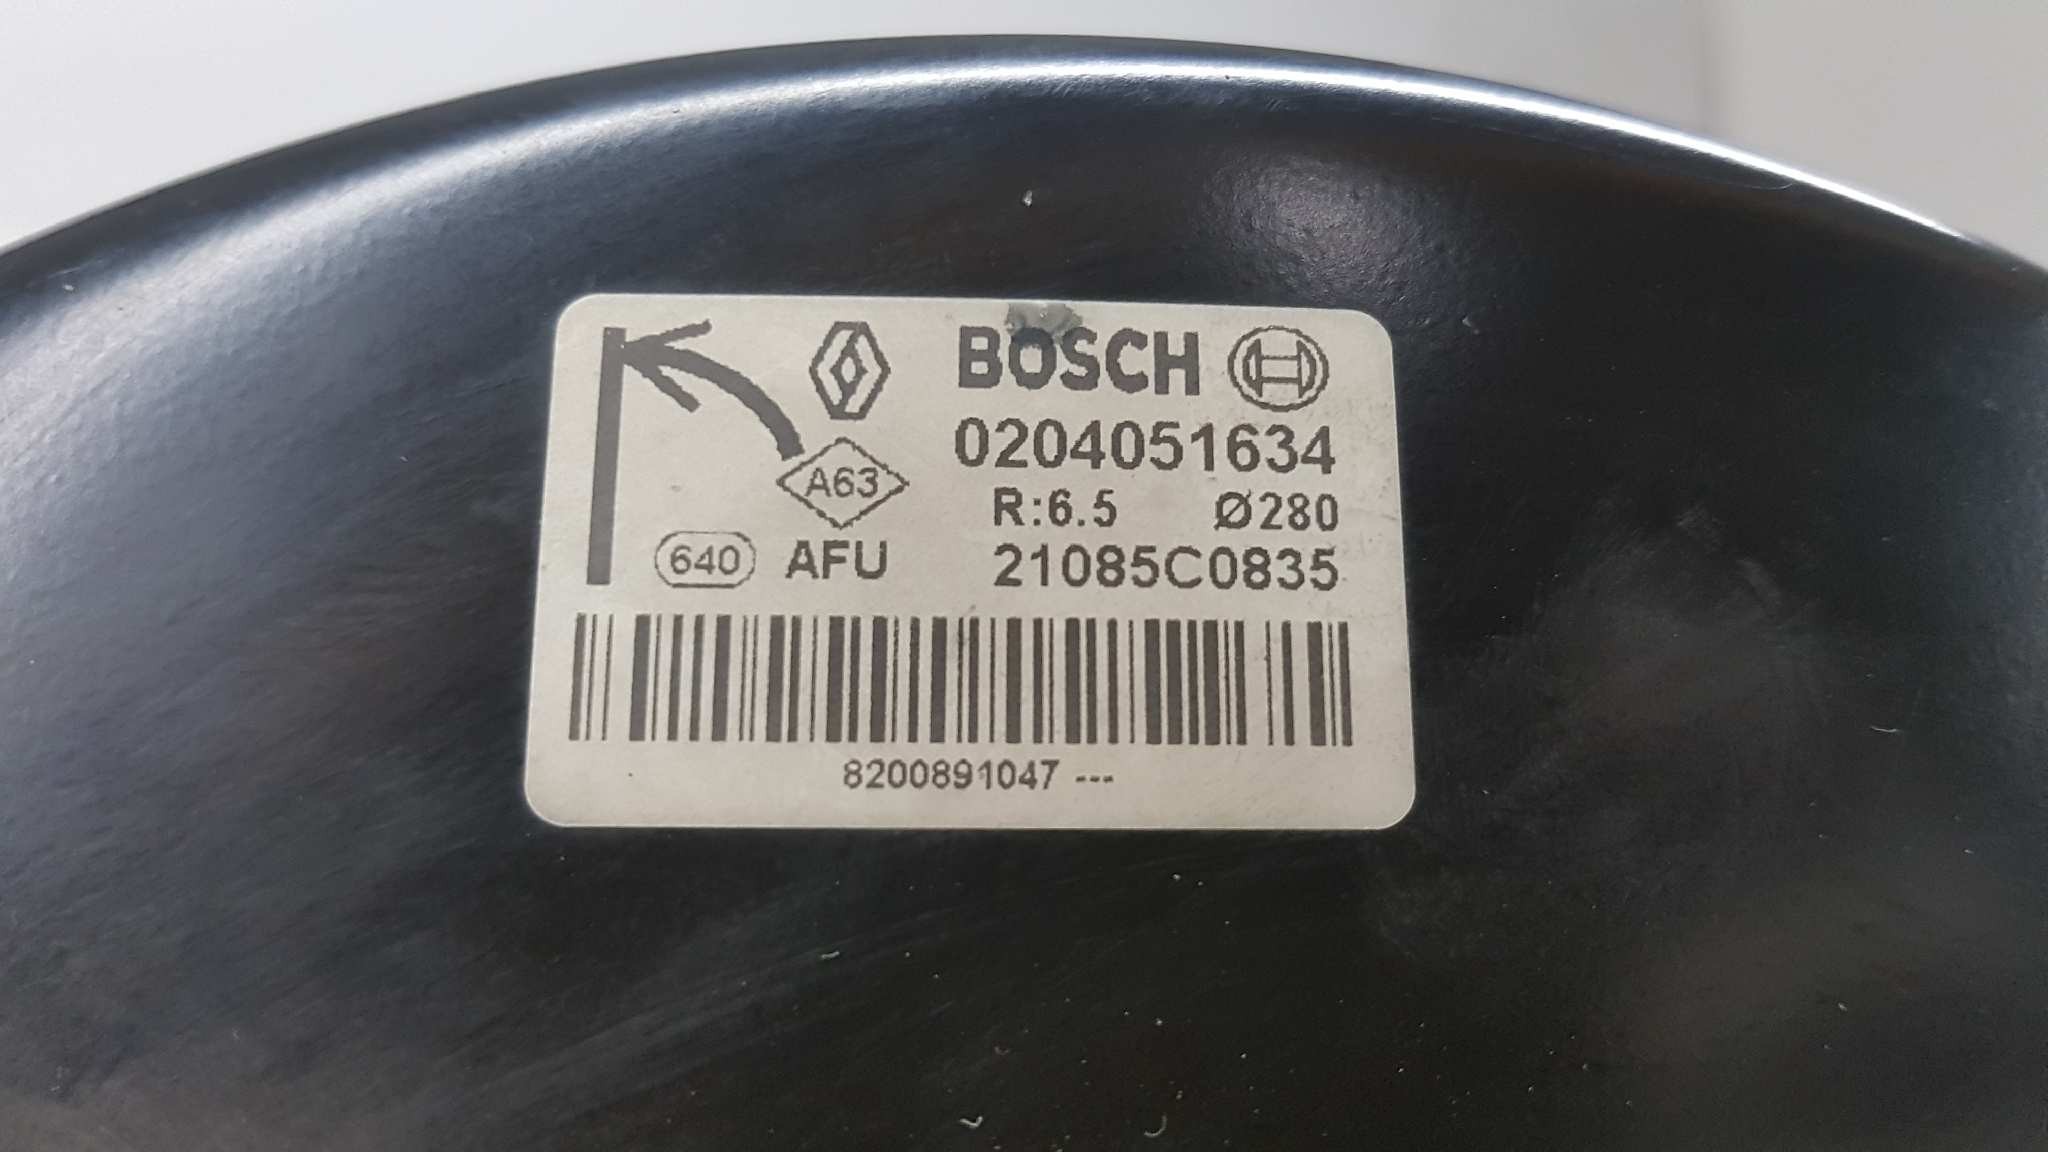 BOSCH
0204051634
A63
R:6.5 Ø280
640 AFU 21085C0835
8200891047 ---